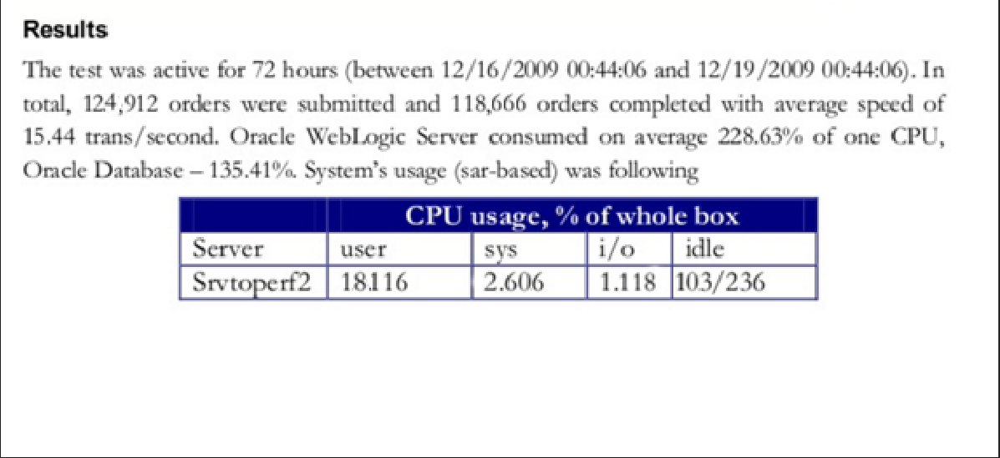 Results
The test was active for 72 hours (between 12/16/2009 00:44:06 and 12/19/2009 00:44:06). In
total, 124,912 orders were submitted and 118,666 orders completed with average speed of
15.44 trans/second. Oracle WebLogic Server consumed on average 228.63% of one CPU,
Oracle Database – 135.41%. System's usage (sar-based) was following
CPU usage, % of whole box
Server user sys i/o idle
Srvtoperf2 18.116 2.606 1.118 103/236